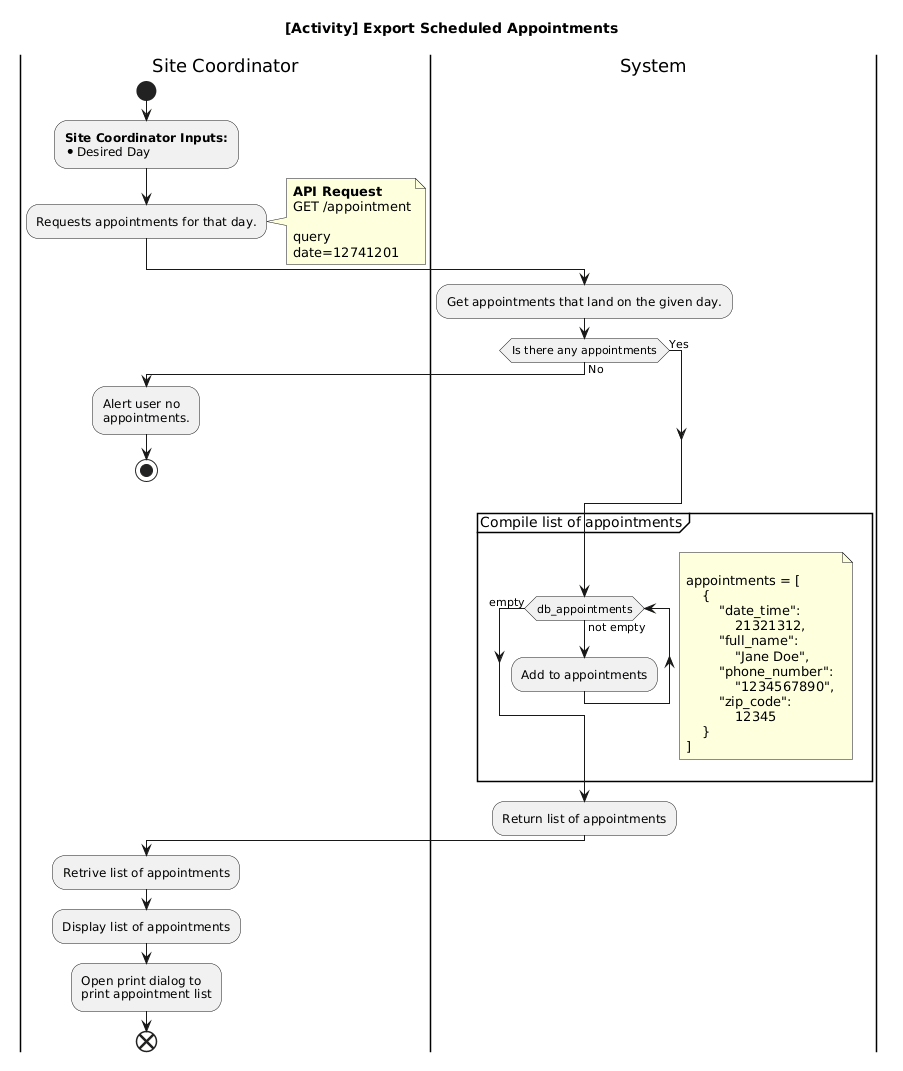 [Activity] Export Scheduled Appointments
Site Coordinator
System
Site Coordinator Inputs:
• Desired Day
Requests appointments for that day.
API Request
GET /appointment
query
date=12741201
Get appointments that land on the given day.
Is there any appointments
Yes
No
Alert user no
appointments.
Compile list of appointments
appointments = [
{
"date_time":
21321312,
"full_name":
"Jane Doe",
"phone_number":
"1234567890",
"zip_code":
12345
}
]
empty
db_appointments
not empty
Add to appointments
Return list of appointments
Retrive list of appointments
Display list of appointments
Open print dialog to
print appointment list